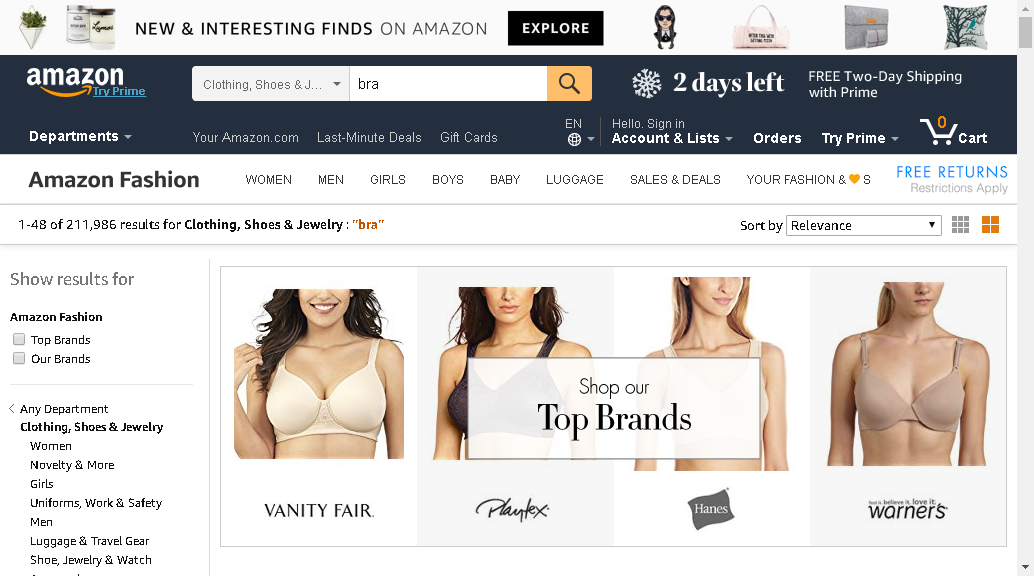 NEW & INTERESTING FINDS ON AMAZON EXPLORE
amazon
Try Prime
Clothing, Shoes & J... bra
2 days left
FREE Two-Day Shipping
with Prime
Departments
Your Amazon.com Last-Minute Deals Gift Cards
EN
Hello. Sign in
Account & Lists
Orders
Try Prime
0
Cart
Amazon Fashion
WOMEN MEN GIRLS BOYS BABY LUGGAGE SALES & DEALS YOUR FASHION & S
FREE RETURNS
Restrictions Apply
1-48 of 211,986 results for Clothing, Shoes & Jewelry : "bra"
Sort by Relevance
Show results for
Amazon Fashion
Top Brands
Our Brands
Any Department
Clothing, Shoes & Jewelry
Women
Novelty & More
Girls
Uniforms, Work & Safety
Men
Luggage & Travel Gear
Shoe, Jewelry & Watch
Shop our
Top Brands
VANITY FAIR.
Playtex
Hanes
feel it, believe it, love it:
warner's